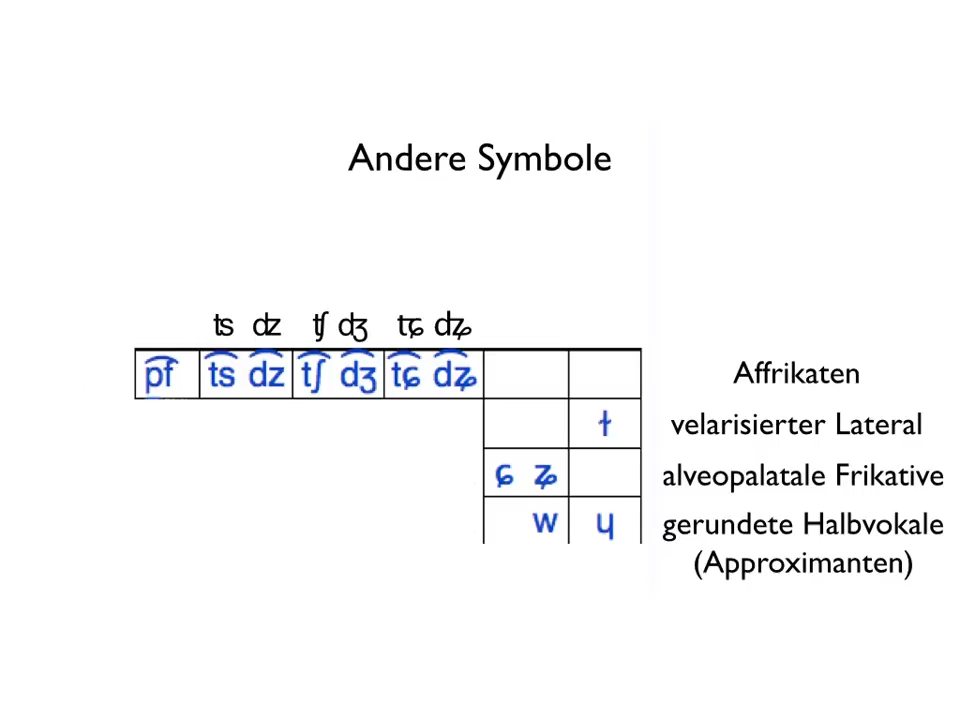 Andere Symbole
ʦ ʣ ʧ ʤ ʨ ʥ
p͡f t͡s d͡z t͡ʃ d͡ʒ t͡ɕ d͡ʑ Affrikaten
ɫ velarisierter Lateral
ɕ ʑ alveopalatale Frikative
w ɥ gerundete Halbvokale
(Approximanten)